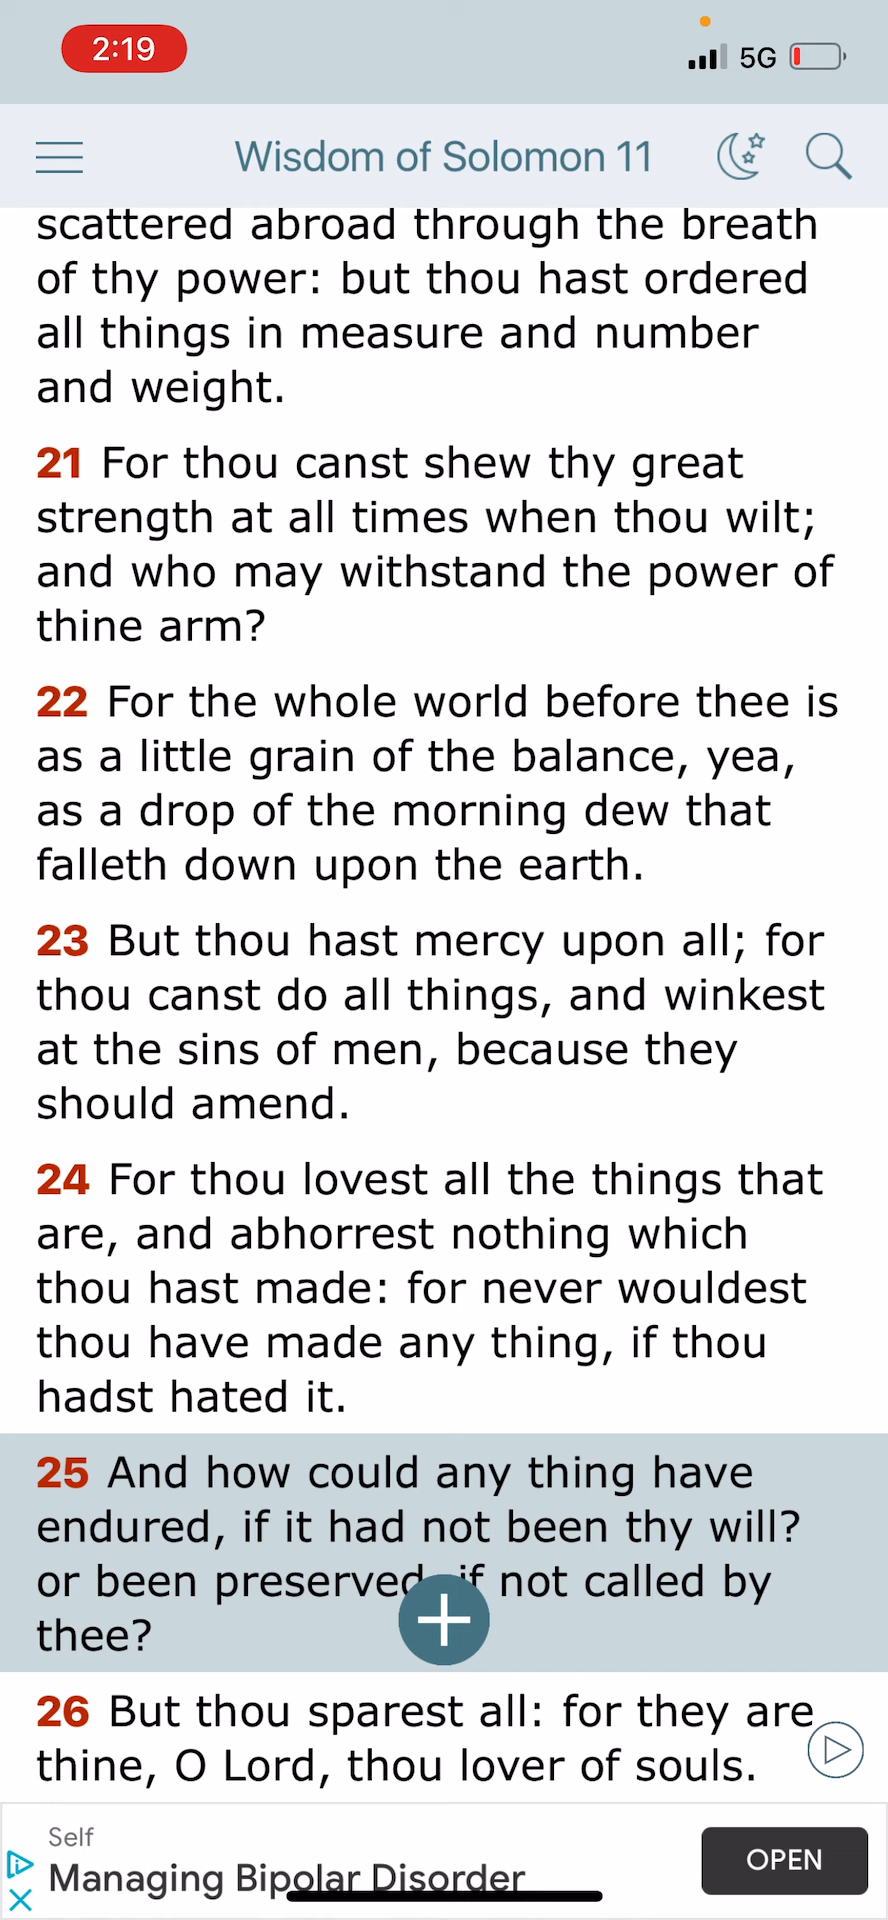 2:19
5G
Wisdom of Solomon 11
scattered abroad through the breath
of thy power: but thou hast ordered
all things in measure and number
and weight.
21 For thou canst shew thy great
strength at all times when thou wilt;
and who may withstand the power of
thine arm?
22 For the whole world before thee is
as a little grain of the balance, yea,
as a drop of the morning dew that
falleth down upon the earth.
23 But thou hast mercy upon all; for
thou canst do all things, and winkest
at the sins of men, because they
should amend.
24 For thou lovest all the things that
are, and abhorrest nothing which
thou hast made: for never wouldest
thou have made any thing, if thou
hadst hated it.
25 And how could any thing have
endured, if it had not been thy will?
or been preserved, if not called by
thee?
26 But thou sparest all: for they are
thine, O Lord, thou lover of souls.
Self
Managing Bipolar Disorder
OPEN